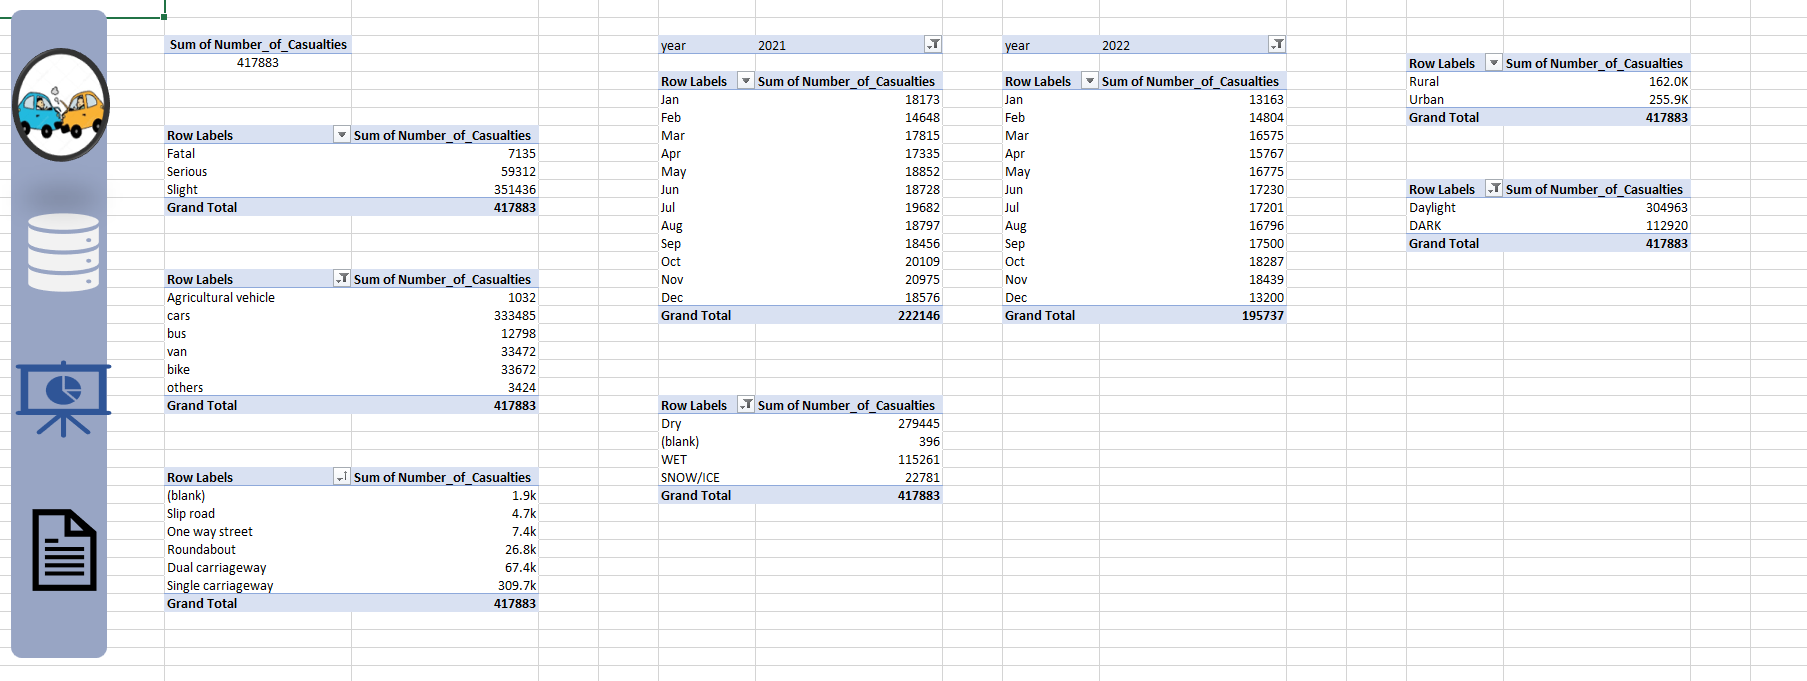 Sum of Number_of_Casualties
417883
Row Labels Sum of Number_of_Casualties
Fatal 7135
Serious 59312
Slight 351436
Grand Total 417883
Row Labels Sum of Number_of_Casualties
Agricultural vehicle 1032
cars 333485
bus 12798
van 33472
bike 33672
others 3424
Grand Total 417883
Row Labels Sum of Number_of_Casualties
(blank) 1.9k
Slip road 4.7k
One way street 7.4k
Roundabout 26.8k
Dual carriageway 67.4k
Single carriageway 309.7k
Grand Total 417883
year 2021
Row Labels Sum of Number_of_Casualties
Jan 18173
Feb 14648
Mar 17815
Apr 17335
May 18852
Jun 18728
Jul 19682
Aug 18797
Sep 18456
Oct 20109
Nov 20975
Dec 18576
Grand Total 222146
Row Labels Sum of Number_of_Casualties
Dry 279445
(blank) 396
WET 115261
SNOW/ICE 22781
Grand Total 417883
year 2022
Row Labels Sum of Number_of_Casualties
Jan 13163
Feb 14804
Mar 16575
Apr 15767
May 16775
Jun 17230
Jul 17201
Aug 16796
Sep 17500
Oct 18287
Nov 18439
Dec 13200
Grand Total 195737
Row Labels Sum of Number_of_Casualties
Rural 162.0K
Urban 255.9K
Grand Total 417883
Row Labels Sum of Number_of_Casualties
Daylight 304963
DARK 112920
Grand Total 417883